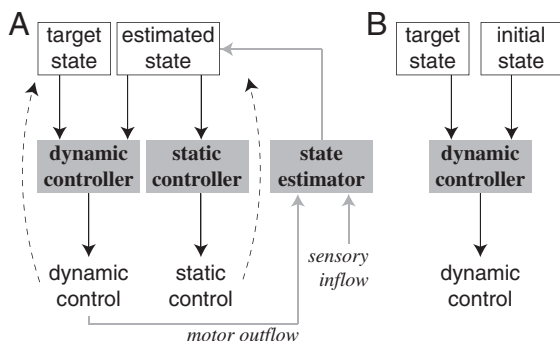 A
target
state
estimated
state
dynamic
controller
static
controller
state
estimator
dynamic
control
static
control
sensory
inflow
motor outflow
B
target
state
initial
state
dynamic
controller
dynamic
control